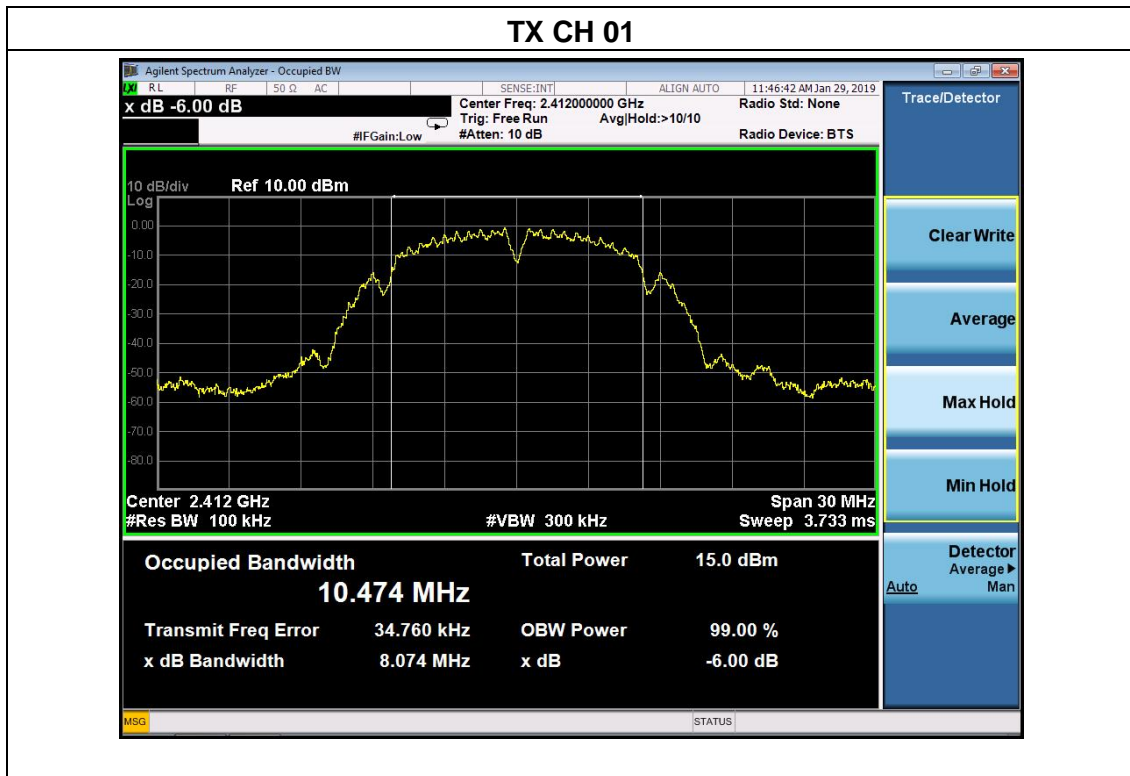 TX CH 01
Agilent Spectrum Analyzer - Occupied BW
LXI RL RF 50 Ω AC SENSE:INT ALIGN AUTO 11:46:42 AM Jan 29, 2019
x dB -6.00 dB
Center Freq: 2.412000000 GHz
Radio Std: None
Trig: Free Run Avg|Hold:>10/10
#IFGain:Low #Atten: 10 dB Radio Device: BTS
Trace/Detector
10 dB/div Ref 10.00 dBm
Log
0.00
-10.0
-20.0
-30.0
-40.0
-50.0
-60.0
-70.0
-80.0
Center 2.412 GHz Span 30 MHz
#Res BW 100 kHz #VBW 300 kHz Sweep 3.733 ms
Occupied Bandwidth Total Power 15.0 dBm
10.474 MHz
Transmit Freq Error 34.760 kHz OBW Power 99.00 %
x dB Bandwidth 8.074 MHz x dB -6.00 dB
Clear Write
Average
Max Hold
Min Hold
Detector
Average▶
Auto Man
MSG STATUS